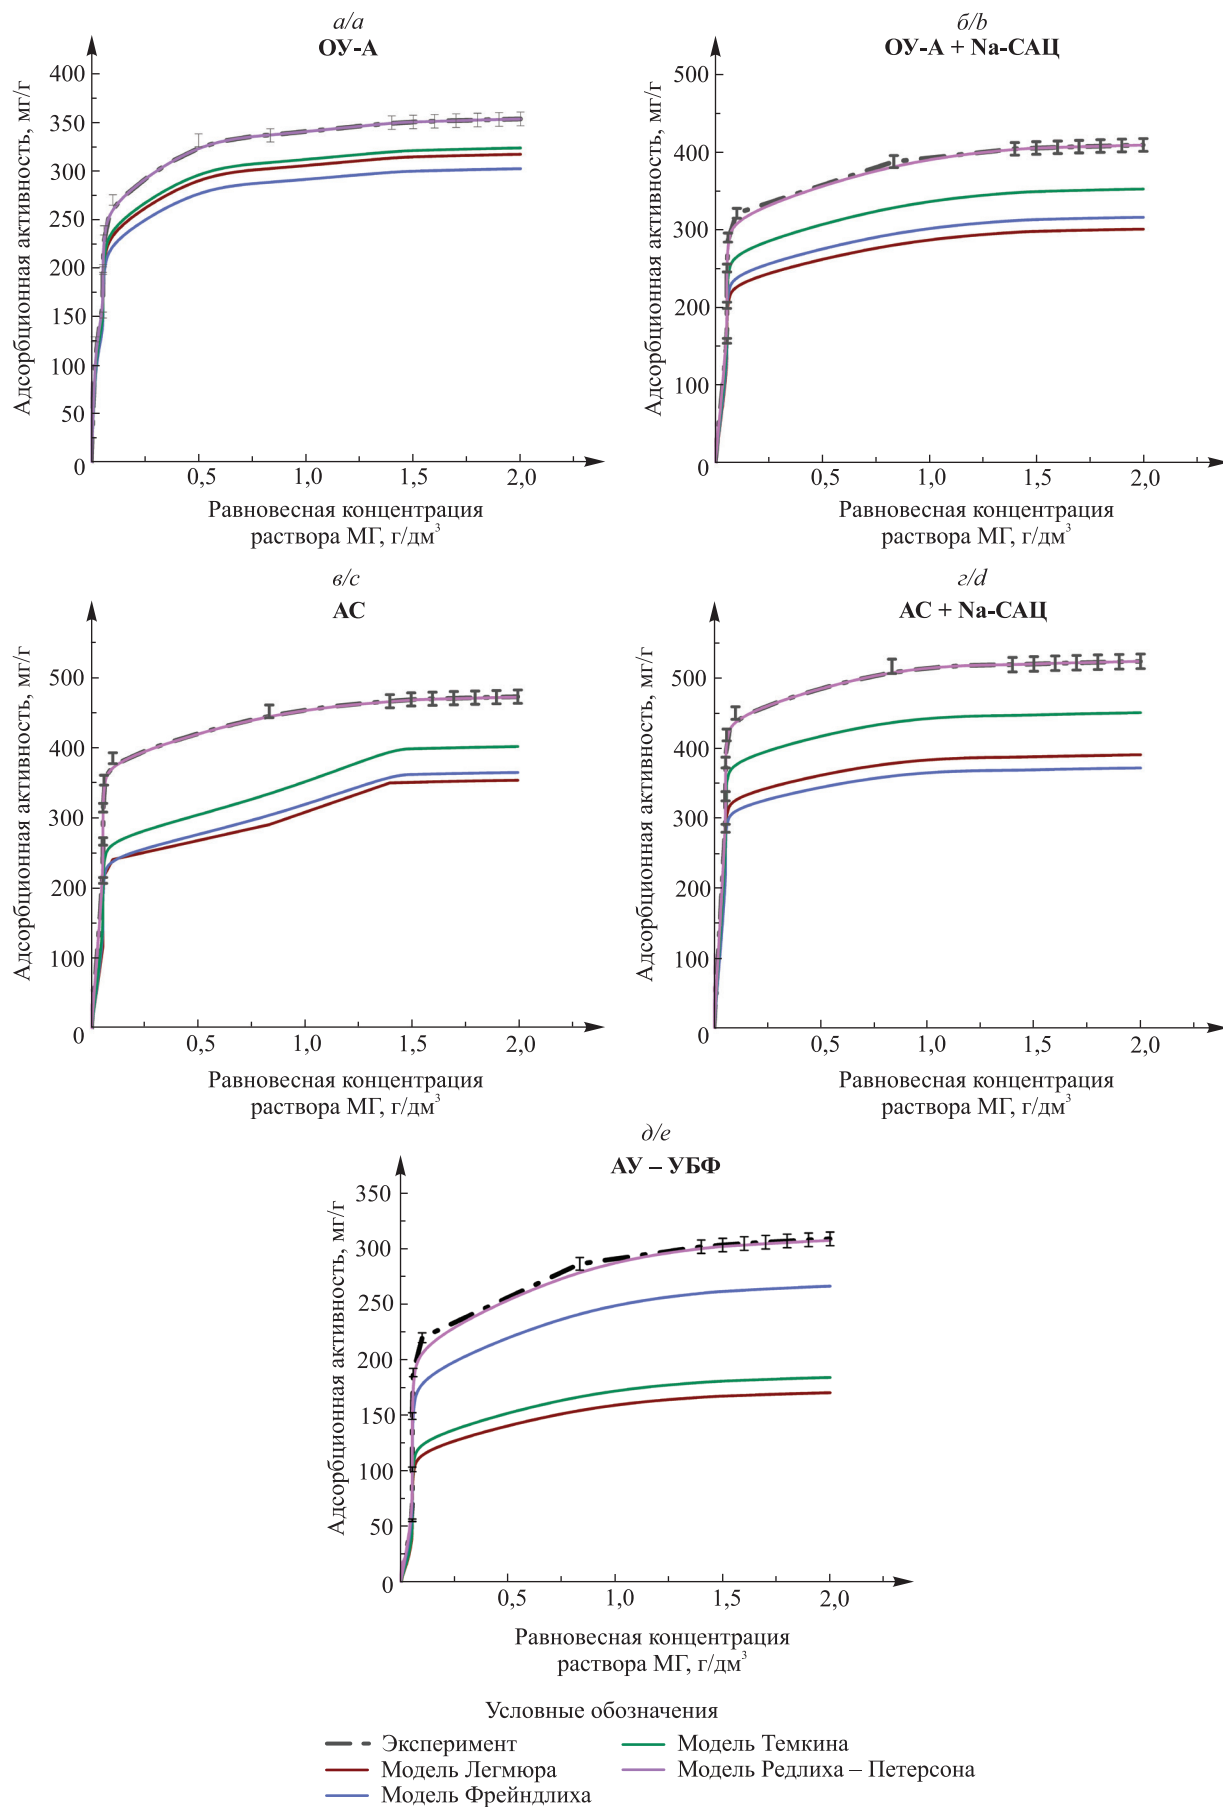 а/a
ОУ-А
Адсорбционная активность, мг/г
400
350
300
250
200
150
100
50
0
0,5
1,0
1,5
2,0
Равновесная концентрация
раствора МГ, г/дм³
б/b
ОУ-А + Na-САЦ
Адсорбционная активность, мг/г
500
400
300
200
100
0
0,5
1,0
1,5
2,0
Равновесная концентрация
раствора МГ, г/дм³
в/c
АС
Адсорбционная активность, мг/г
500
400
300
200
100
0
0,5
1,0
1,5
2,0
Равновесная концентрация
раствора МГ, г/дм³
г/d
АС + Na-САЦ
Адсорбционная активность, мг/г
500
400
300
200
100
0
0,5
1,0
1,5
2,0
Равновесная концентрация
раствора МГ, г/дм³
д/e
АУ – УБФ
Адсорбционная активность, мг/г
350
300
250
200
150
100
50
0
0,5
1,0
1,5
2,0
Равновесная концентрация
раствора МГ, г/дм³
Условные обозначения
Эксперимент
Модель Легмюра
Модель Фрейндлиха
Модель Темкина
Модель Редлиха – Петерсона